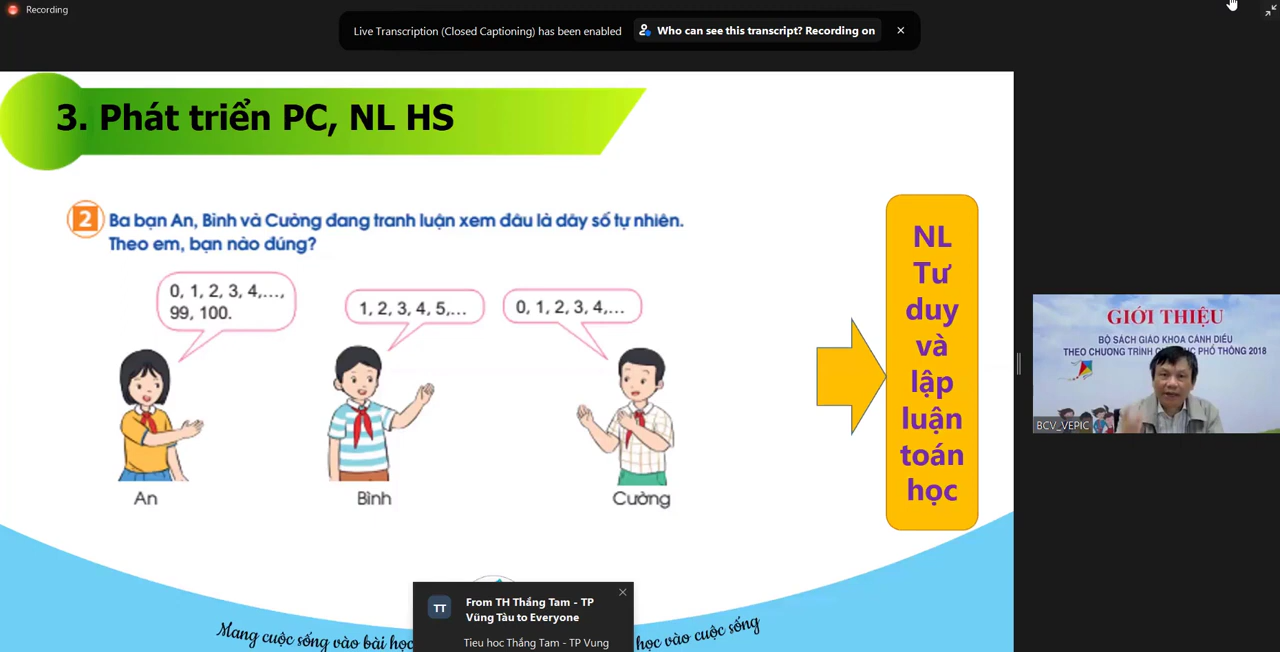 Recording
Live Transcription (Closed Captioning) has been enabled
Who can see this transcript? Recording on
3. Phát triển PC, NL HS
2 Ba bạn An, Bình và Cường đang tranh luận xem đâu là dãy số tự nhiên.
Theo em, bạn nào đúng?
0, 1, 2, 3, 4,...,
99, 100.
1, 2, 3, 4, 5,...
0, 1, 2, 3, 4,...
An
Bình
Cường
NL
Tư
duy
và
lập
luận
toán
học
GIỚI THIỆU
BỘ SÁCH GIÁO KHOA CÁNH DIỀU
THEO CHƯƠNG TRÌNH PHỔ THÔNG 2018
BCV_VEPIC
TT
From TH Thắng Tam - TP
Vũng Tàu to Everyone
Tieu hoc Thắng Tam - TP Vung
Mang cuộc sống vào bài học
học vào cuộc sống